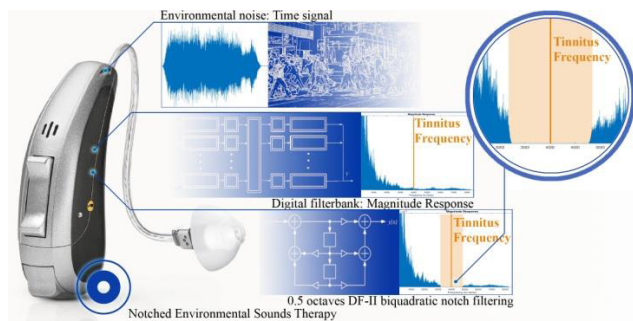 Environmental noise: Time signal
Tinnitus
Frequency
Tinnitus
Frequency
Digital filterbank: Magnitude Response
Tinnitus
Frequency
0.5 octaves DF-II biquadratic notch filtering
Notched Environmental Sounds Therapy